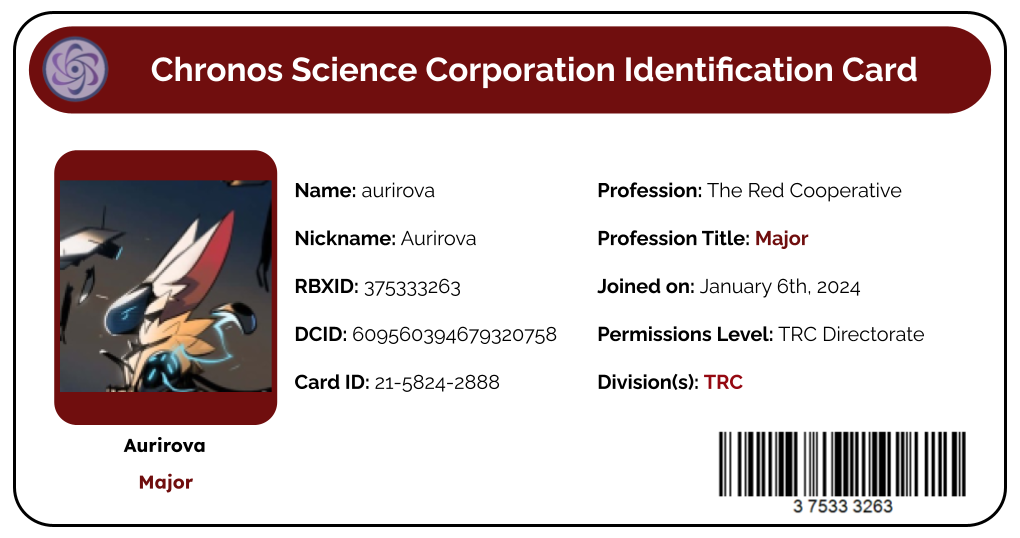 Chronos Science Corporation Identification Card
Name: aurirova
Nickname: Aurirova
RBXID: 375333263
DCID: 609560394679320758
Card ID: 21-5824-2888
Profession: The Red Cooperative
Profession Title: Major
Joined on: January 6th, 2024
Permissions Level: TRC Directorate
Division(s): TRC
Aurirova
Major
3 7533 3263